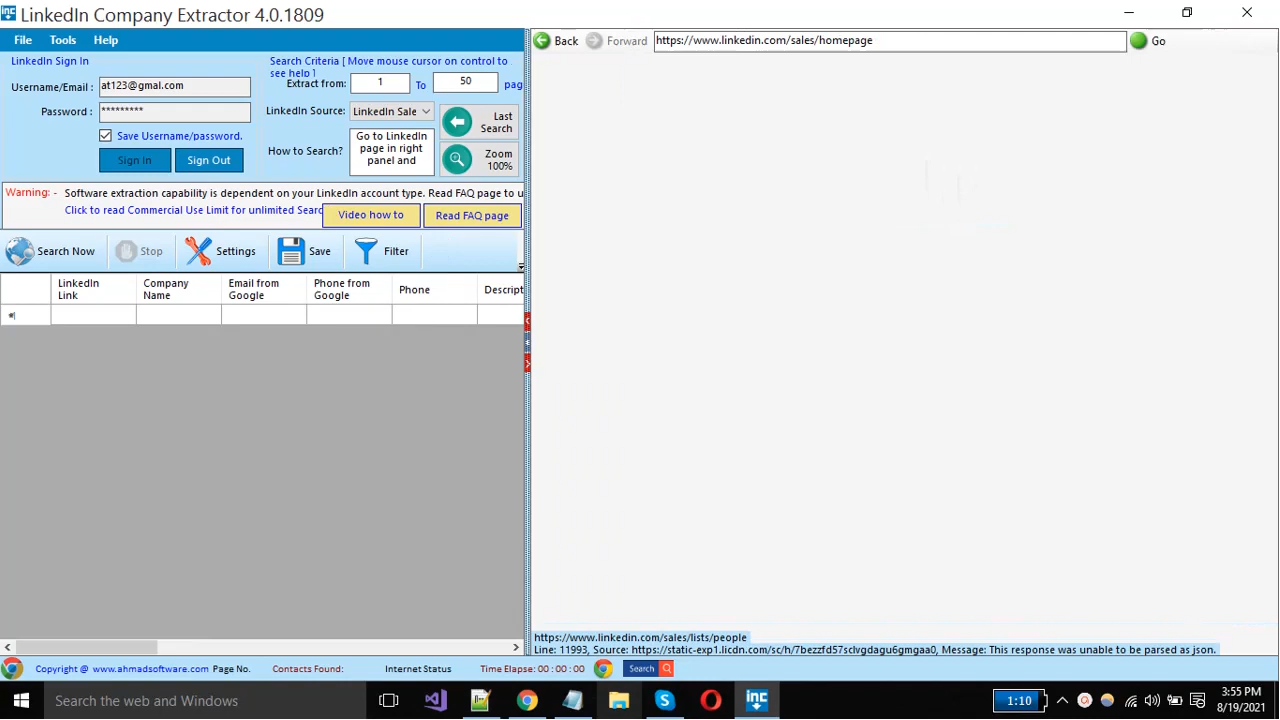 LinkedIn Company Extractor 4.0.1809
File Tools Help
Back Forward https://www.linkedin.com/sales/homepage Go
LinkedIn Sign In
Username/Email : at123@gmal.com
Password : *********
Save Username/password.
Sign In Sign Out
Search Criteria [ Move mouse cursor on control to
see help ]
Extract from: 1 To 50 pag
LinkedIn Source: LinkedIn Sale
Last
Search
How to Search?
Go to LinkedIn
page in right
panel and
Zoom
100%
Warning: - Software extraction capability is dependent on your LinkedIn account type. Read FAQ page to u
Click to read Commercial Use Limit for unlimited Searc
Video how to Read FAQ page
Search Now Stop Settings Save Filter
LinkedIn
Link
Company
Name
Email from
Google
Phone from
Google
Phone
Descript
https://www.linkedin.com/sales/lists/people
Line: 11993, Source: https://static-exp1.licdn.com/sc/h/7bezzfd57sclvgdagu6gmgaa0, Message: This response was unable to be parsed as json.
Copyright @ www.ahmadsoftware.com Page No. Contacts Found: Internet Status Time Elapse: 00 : 00 : 00 Search
Search the web and Windows
inc
1:10
3:55 PM
8/19/2021